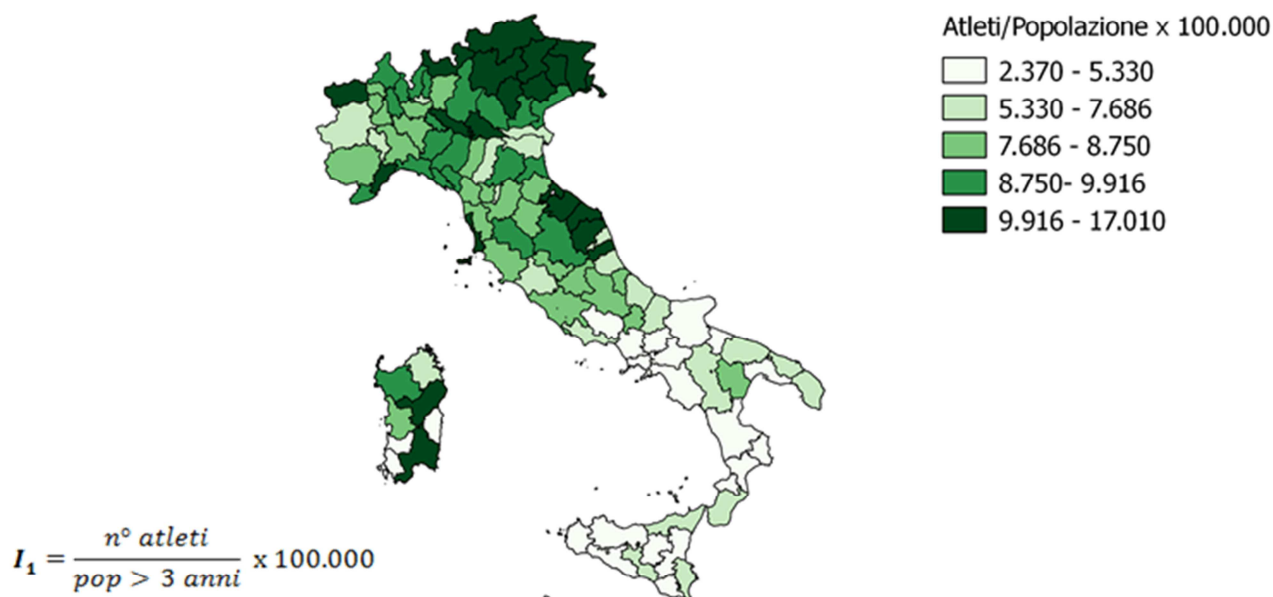 Atleti/Popolazione x 100.000
2.370 - 5.330
5.330 - 7.686
7.686 - 8.750
8.750- 9.916
9.916 - 17.010
I₁ = n° atleti / pop > 3 anni x 100.000